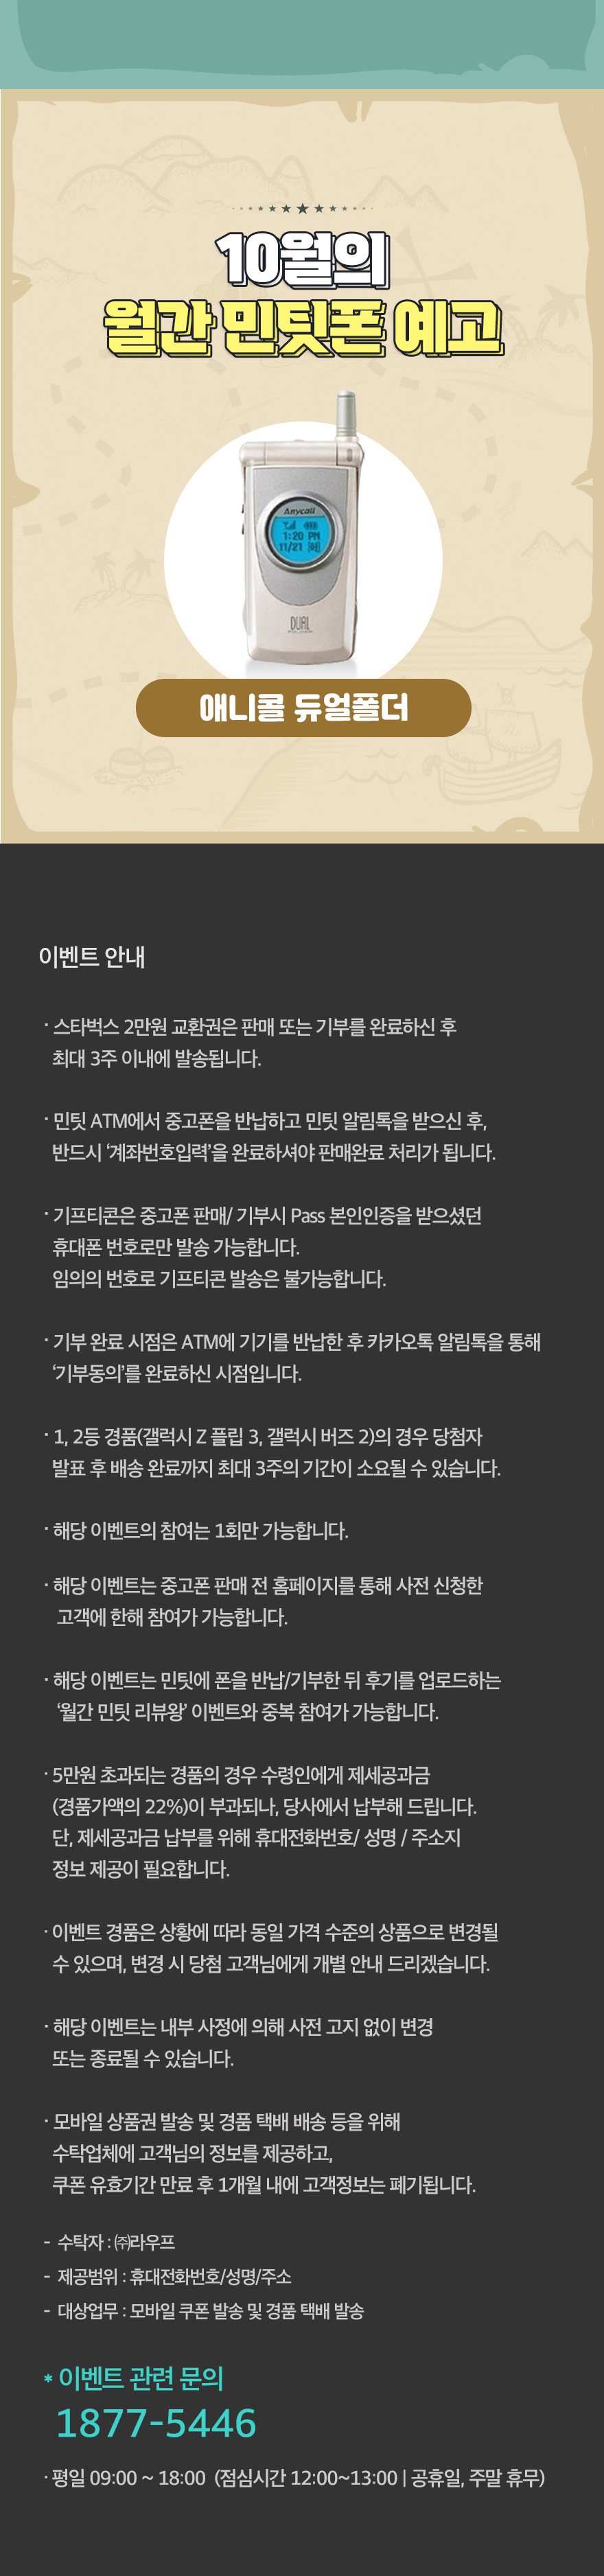 10월의
월간 민팃폰 예고
Anycall
1:20 PM
11/21
DUAL
애니콜 듀얼폴더
이벤트 안내
· 스타벅스 2만원 교환권은 판매 또는 기부를 완료하신 후
최대 3주 이내에 발송됩니다.
· 민팃 ATM에서 중고폰을 반납하고 민팃 알림톡을 받으신 후,
반드시 ‘계좌번호입력’을 완료하셔야 판매완료 처리가 됩니다.
· 기프티콘은 중고폰 판매/ 기부시 Pass 본인인증을 받으셨던
휴대폰 번호로만 발송 가능합니다.
임의의 번호로 기프티콘 발송은 불가능합니다.
· 기부 완료 시점은 ATM에 기기를 반납한 후 카카오톡 알림톡을 통해
‘기부동의’를 완료하신 시점입니다.
· 1, 2등 경품(갤럭시 Z 플립 3, 갤럭시 버즈 2)의 경우 당첨자
발표 후 배송 완료까지 최대 3주의 기간이 소요될 수 있습니다.
· 해당 이벤트의 참여는 1회만 가능합니다.
· 해당 이벤트는 중고폰 판매 전 홈페이지를 통해 사전 신청한
고객에 한해 참여가 가능합니다.
· 해당 이벤트는 민팃에 폰을 반납/기부한 뒤 후기를 업로드하는
‘월간 민팃 리뷰왕’ 이벤트와 중복 참여가 가능합니다.
· 5만원 초과되는 경품의 경우 수령인에게 제세공과금
(경품가액의 22%)이 부과되나, 당사에서 납부해 드립니다.
단, 제세공과금 납부를 위해 휴대전화번호/ 성명 / 주소지
정보 제공이 필요합니다.
· 이벤트 경품은 상황에 따라 동일 가격 수준의 상품으로 변경될
수 있으며, 변경 시 당첨 고객님에게 개별 안내 드리겠습니다.
· 해당 이벤트는 내부 사정에 의해 사전 고지 없이 변경
또는 종료될 수 있습니다.
· 모바일 상품권 발송 및 경품 택배 배송 등을 위해
수탁업체에 고객님의 정보를 제공하고,
쿠폰 유효기간 만료 후 1개월 내에 고객정보는 폐기됩니다.
- 수탁자 : ㈜라우프
- 제공범위 : 휴대전화번호/성명/주소
- 대상업무 : 모바일 쿠폰 발송 및 경품 택배 발송
* 이벤트 관련 문의
1877-5446
· 평일 09:00 ~ 18:00 (점심시간 12:00~13:00 | 공휴일, 주말 휴무)